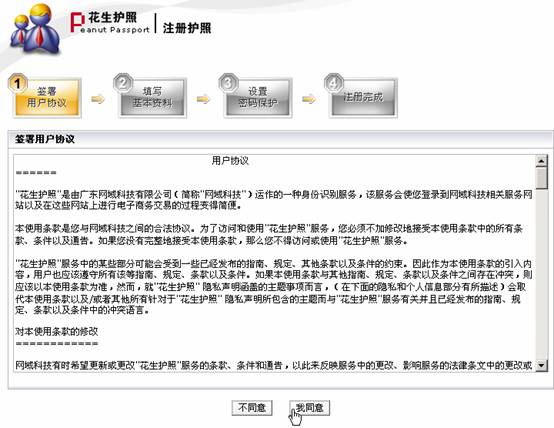 花生护照
Peanut Passport
注册护照
1
签署
用户协议
2
填写
基本资料
3
设置
密码保护
4
注册完成
签署用户协议
用户协议
======
"花生护照"是由广东网域科技有限公司(简称"网域科技")运作的一种身份识别服务，该服务会使您登录到网域科技相关服务网
站以及在这些网站上进行电子商务交易的过程变得简便。
本使用条款是您与网域科技之间的合法协议。为了访问和使用"花生护照"服务，您必须不加修改地接受本使用条款中的所有条
款、条件以及通告。如果您没有完整地接受本使用条款，那么您不得访问或使用"花生护照"服务。
"花生护照"服务中的某些部分可能会受到一些已经发布的指南、规定、其他条款以及条件的约束。因此作为本使用条款的引入内
容，用户也应该遵守所有该等指南、规定、条款以及条件。如果本使用条款与其他指南、规定、条款以及条件之间存在冲突，则
应该以本使用条款为准，然而，就"花生护照" 隐私声明涵盖的主题事项而言，(在下面的隐私和个人信息部分有所描述)会取
代本使用条款以及/或者其他所有针对于"花生护照" 隐私声明所包含的主题而与"花生护照"服务有关并且已经发布的指南、规
定、条款以及条件中的冲突语言。
对本使用条款的修改
============
网域科技有时希望更新或更改"花生护照"服务的条款、条件和通告，以此来反映服务中的更改、影响服务的法律条文中的更改或
不同意
我同意